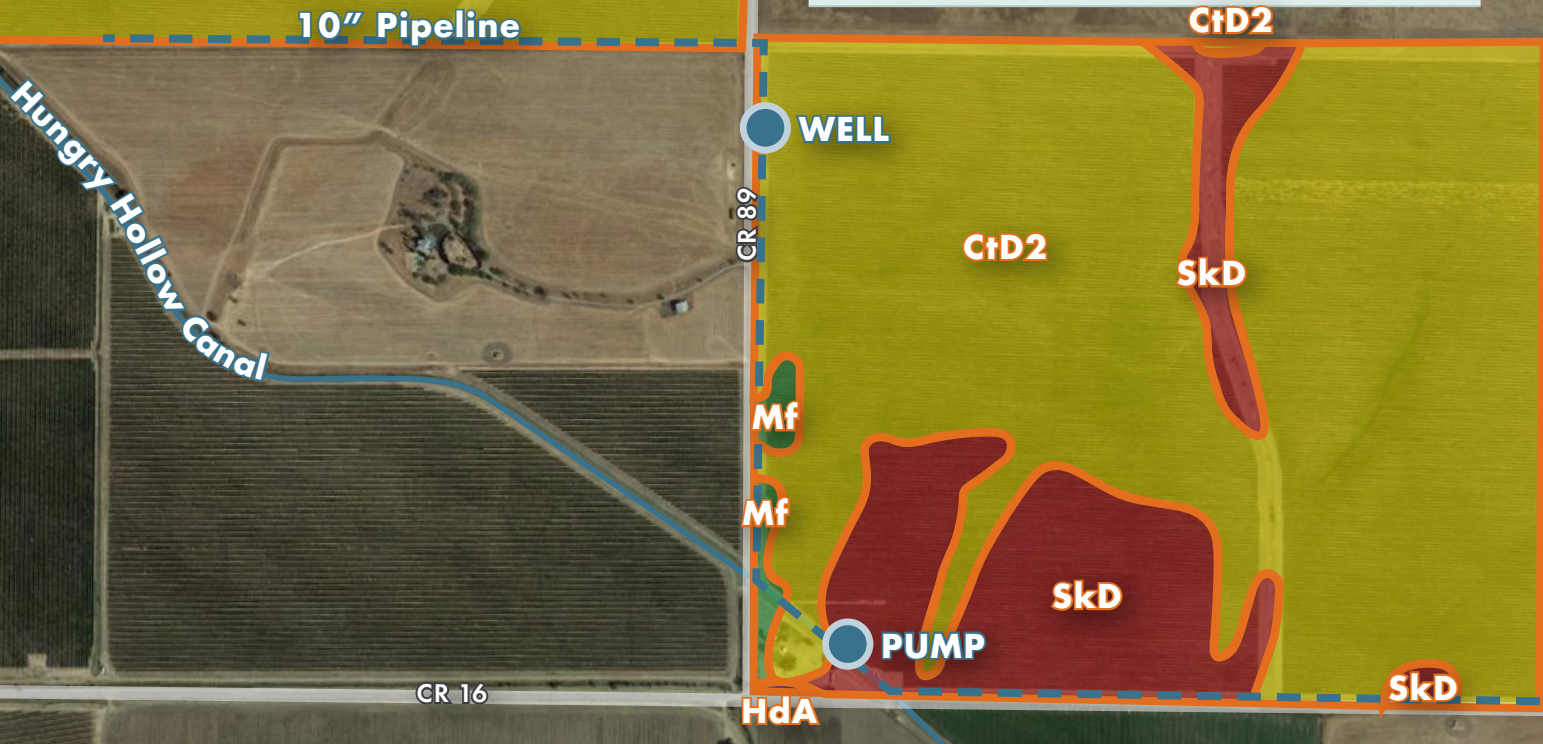 CtD2
10” Pipeline
WELL
Hungry Hollow Canal
CR 89
CtD2
SkD
Mf
Mf
SkD
PUMP
CR 16
SkD
HdA